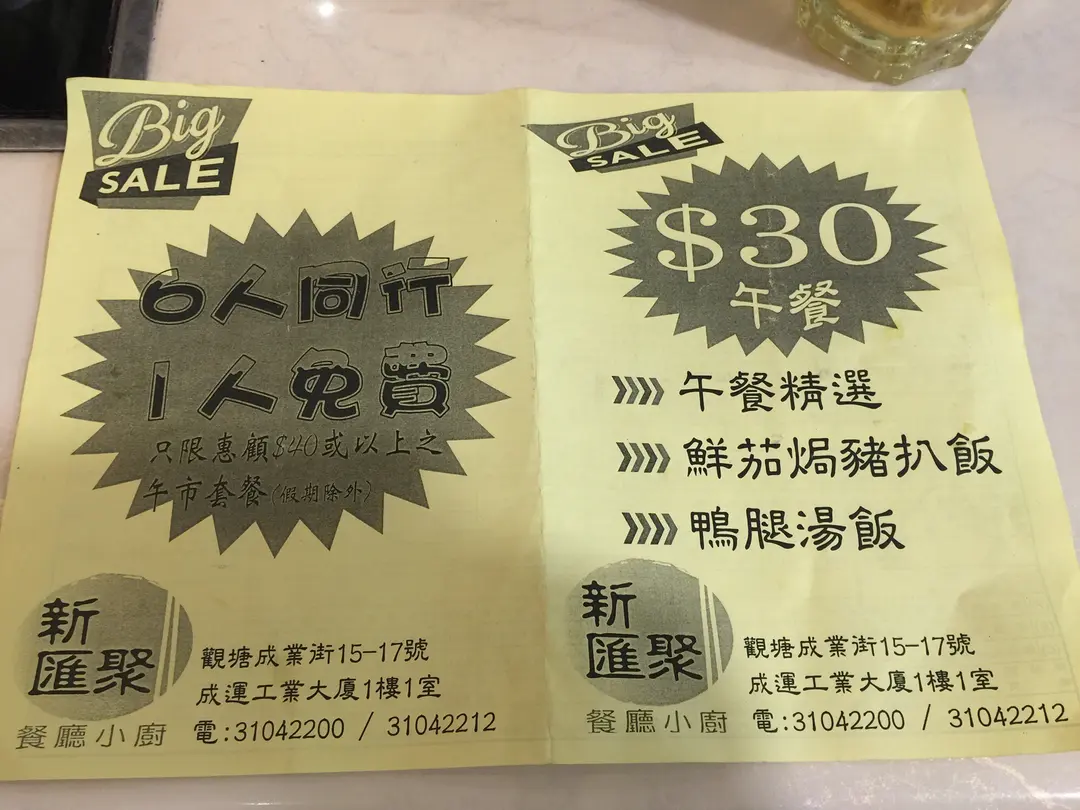 Big
SALE
6人同行
1人免費
只限惠顧$40或以上之
午市套餐(假期除外)
新
匯聚
餐廳小廚
觀塘成業街15-17號
成運工業大廈1樓1室
電:31042200 / 31042212
Big
SALE
$30
午餐
午餐精選
鮮茄焗豬扒飯
鴨腿湯飯
新
匯聚
餐廳小廚
觀塘成業街15-17號
成運工業大廈1樓1室
電:31042200 / 31042212